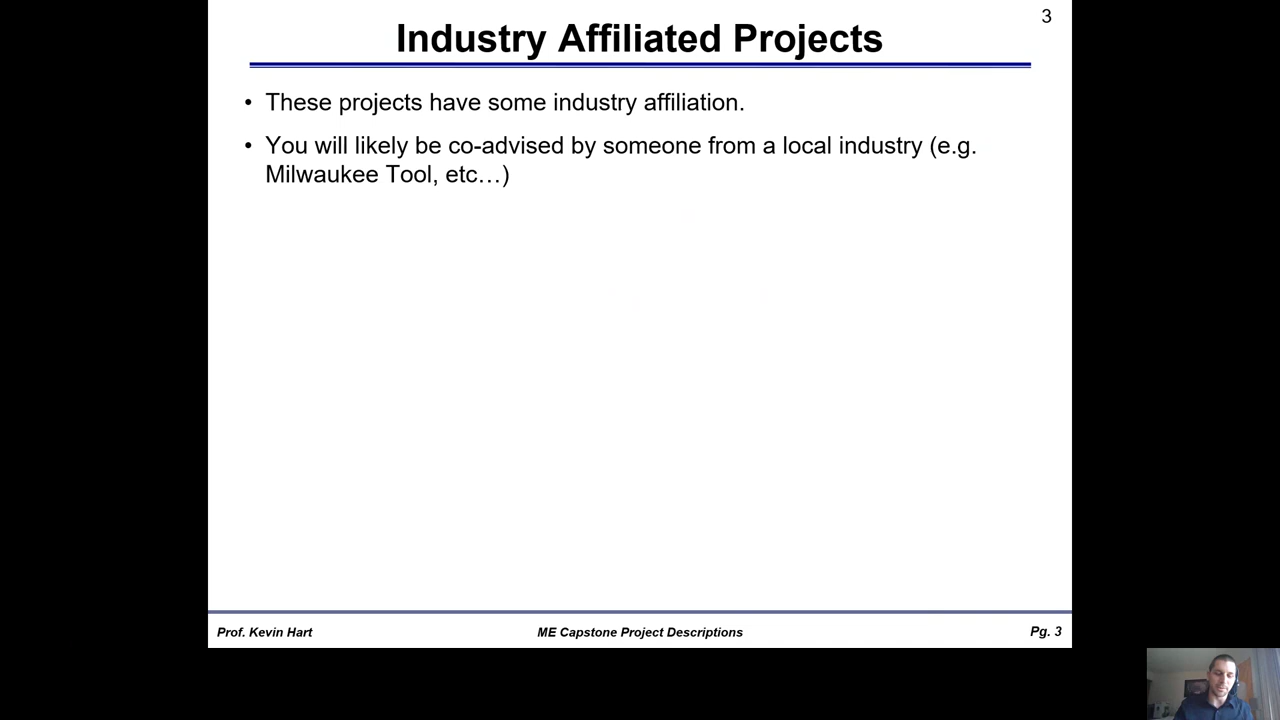 3
Industry Affiliated Projects
• These projects have some industry affiliation.
• You will likely be co-advised by someone from a local industry (e.g.
Milwaukee Tool, etc…)
Prof. Kevin Hart
ME Capstone Project Descriptions
Pg. 3